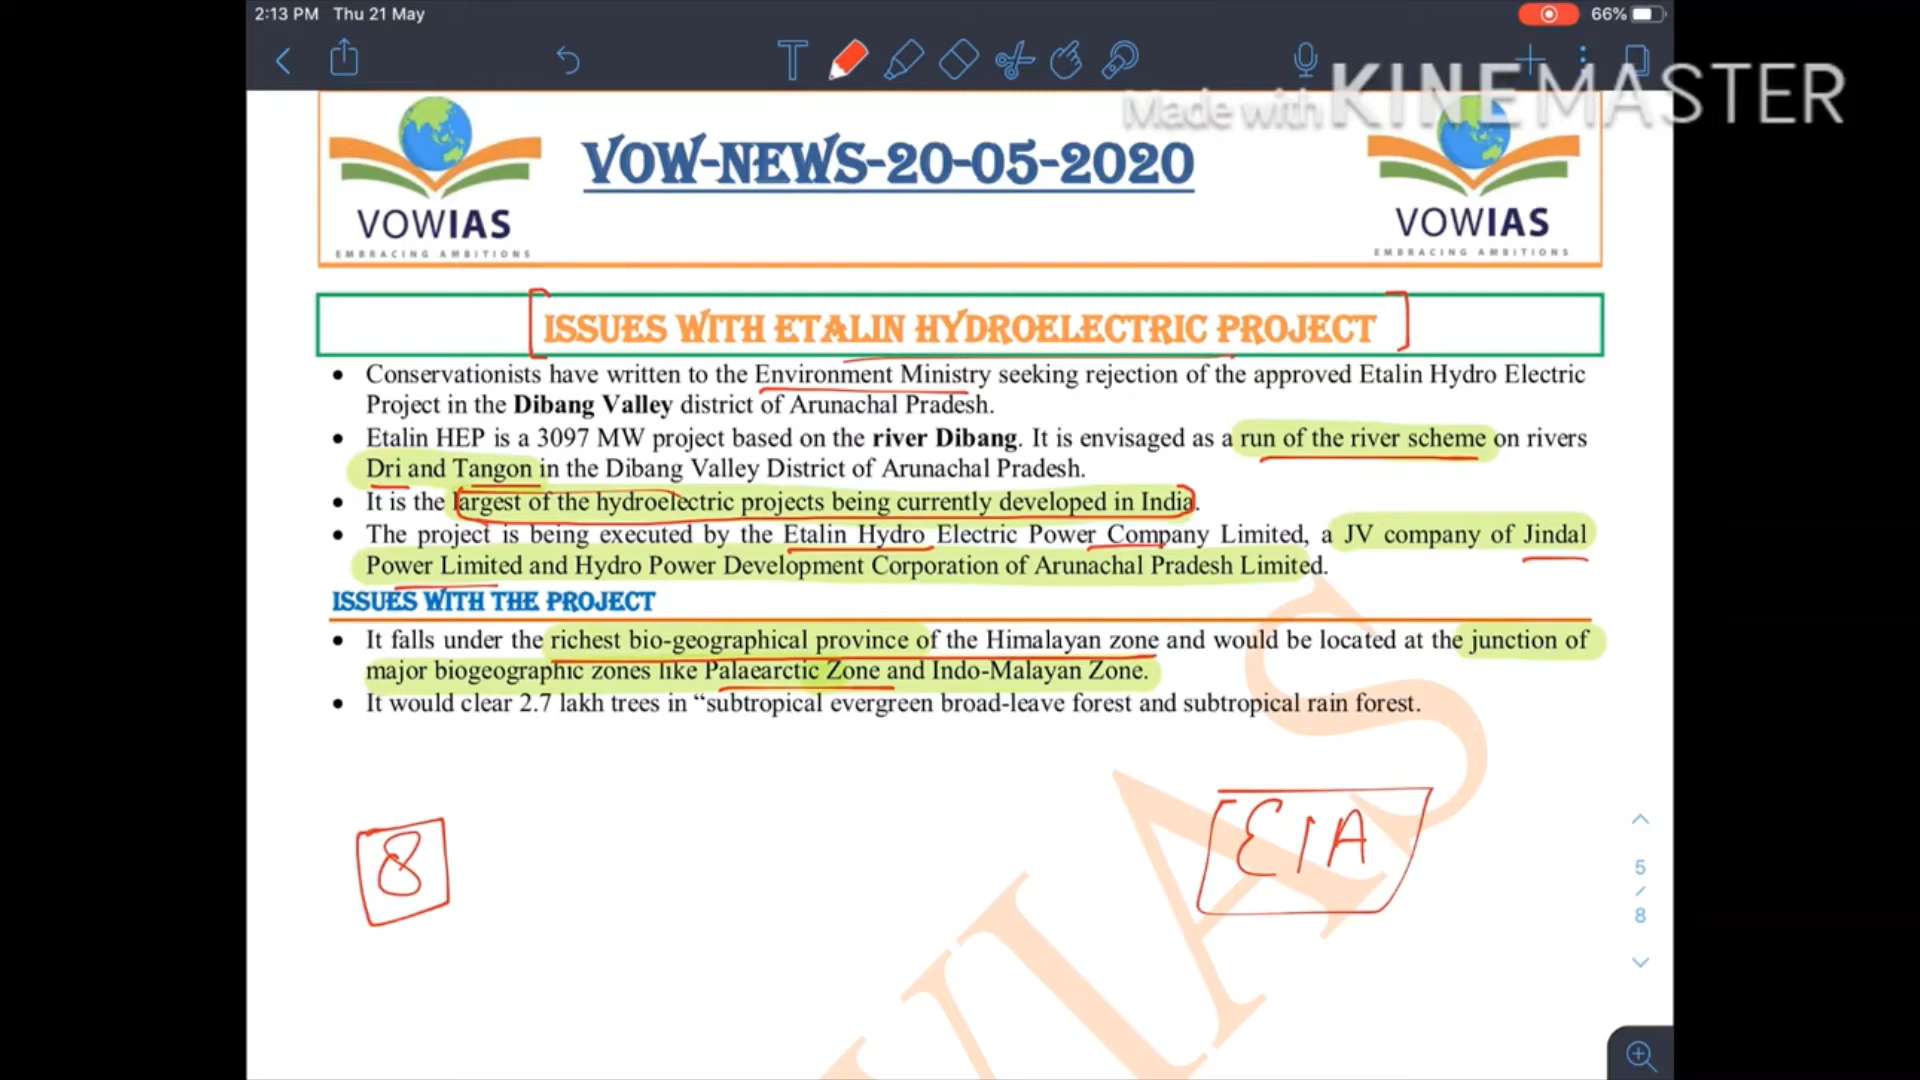 2:13 PM Thu 21 May
66%
Made with KINEMASTER
VOW-NEWS-20-05-2020
VOWIAS
EMBRACING AMBITIONS
VOWIAS
EMBRACING AMBITIONS
ISSUES WITH ETALIN HYDROELECTRIC PROJECT
• Conservationists have written to the Environment Ministry seeking rejection of the approved Etalin Hydro Electric
Project in the Dibang Valley district of Arunachal Pradesh.
• Etalin HEP is a 3097 MW project based on the river Dibang. It is envisaged as a run of the river scheme on rivers
Dri and Tangon in the Dibang Valley District of Arunachal Pradesh.
• It is the largest of the hydroelectric projects being currently developed in India.
• The project is being executed by the Etalin Hydro Electric Power Company Limited, a JV company of Jindal
Power Limited and Hydro Power Development Corporation of Arunachal Pradesh Limited.
ISSUES WITH THE PROJECT
• It falls under the richest bio-geographical province of the Himalayan zone and would be located at the junction of
major biogeographic zones like Palaearctic Zone and Indo-Malayan Zone.
• It would clear 2.7 lakh trees in “subtropical evergreen broad-leave forest and subtropical rain forest.
8
EIA
5
/
8
VIAS